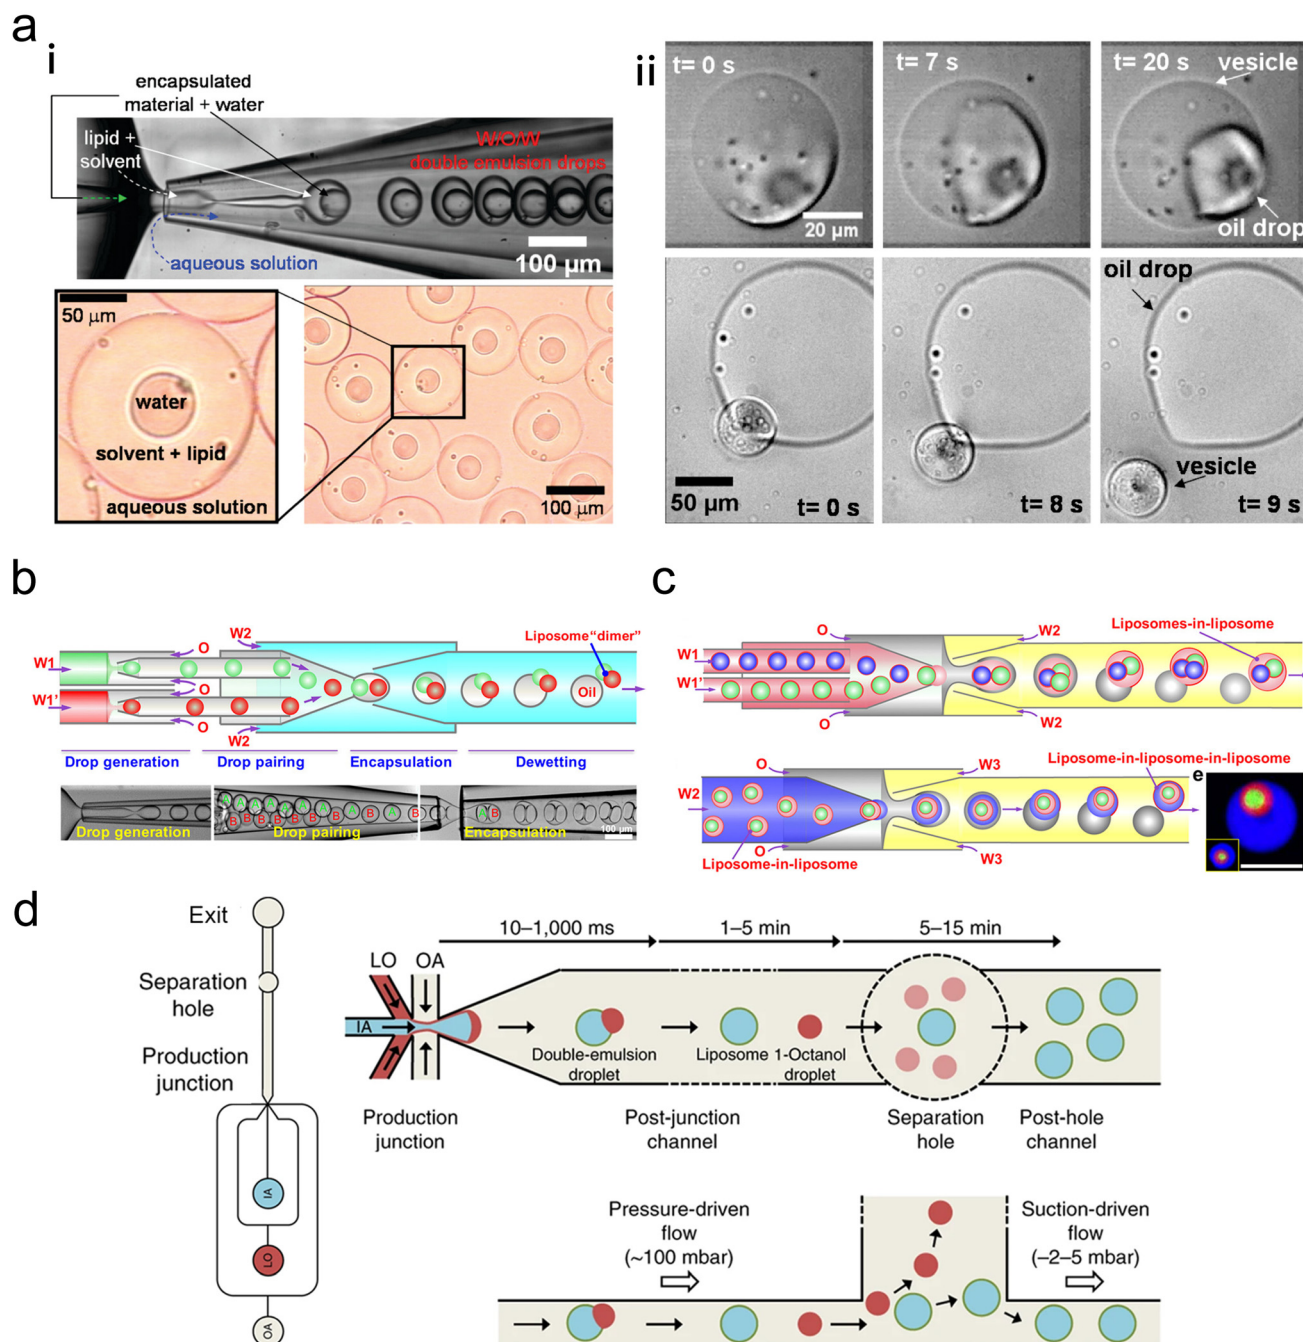 a
i
encapsulated
material + water
lipid +
solvent
W/O/W
double emulsion drops
aqueous solution
100 µm
50 µm
water
solvent + lipid
aqueous solution
100 µm
ii
t= 0 s
t= 7 s
t= 20 s
vesicle
20 µm
oil drop
oil drop
vesicle
50 µm
t= 0 s
t= 8 s
t= 9 s
b
W2
O
W1
Liposome“dimer”
O
W1'
Oil
O
W2
Drop generation
Drop pairing
Encapsulation
Dewetting
A A A A A A A A
B B B B B B B B
A B
Drop generation
Drop pairing
Encapsulation
100 µm
c
O
W2
Liposomes-in-liposome
W1
W1'
O
W2
O
W3
Liposome-in-liposome-in-liposome
e
W2
Liposome-in-liposome
O
W3
d
Exit
Separation
hole
Production
junction
IA
LO
OA
10–1,000 ms
1–5 min
5–15 min
LO
OA
IA
Double-emulsion
droplet
Liposome
1-Octanol
droplet
Production
junction
Post-junction
channel
Separation
hole
Post-hole
channel
Pressure-driven
flow
(~100 mbar)
Suction-driven
flow
(–2–5 mbar)